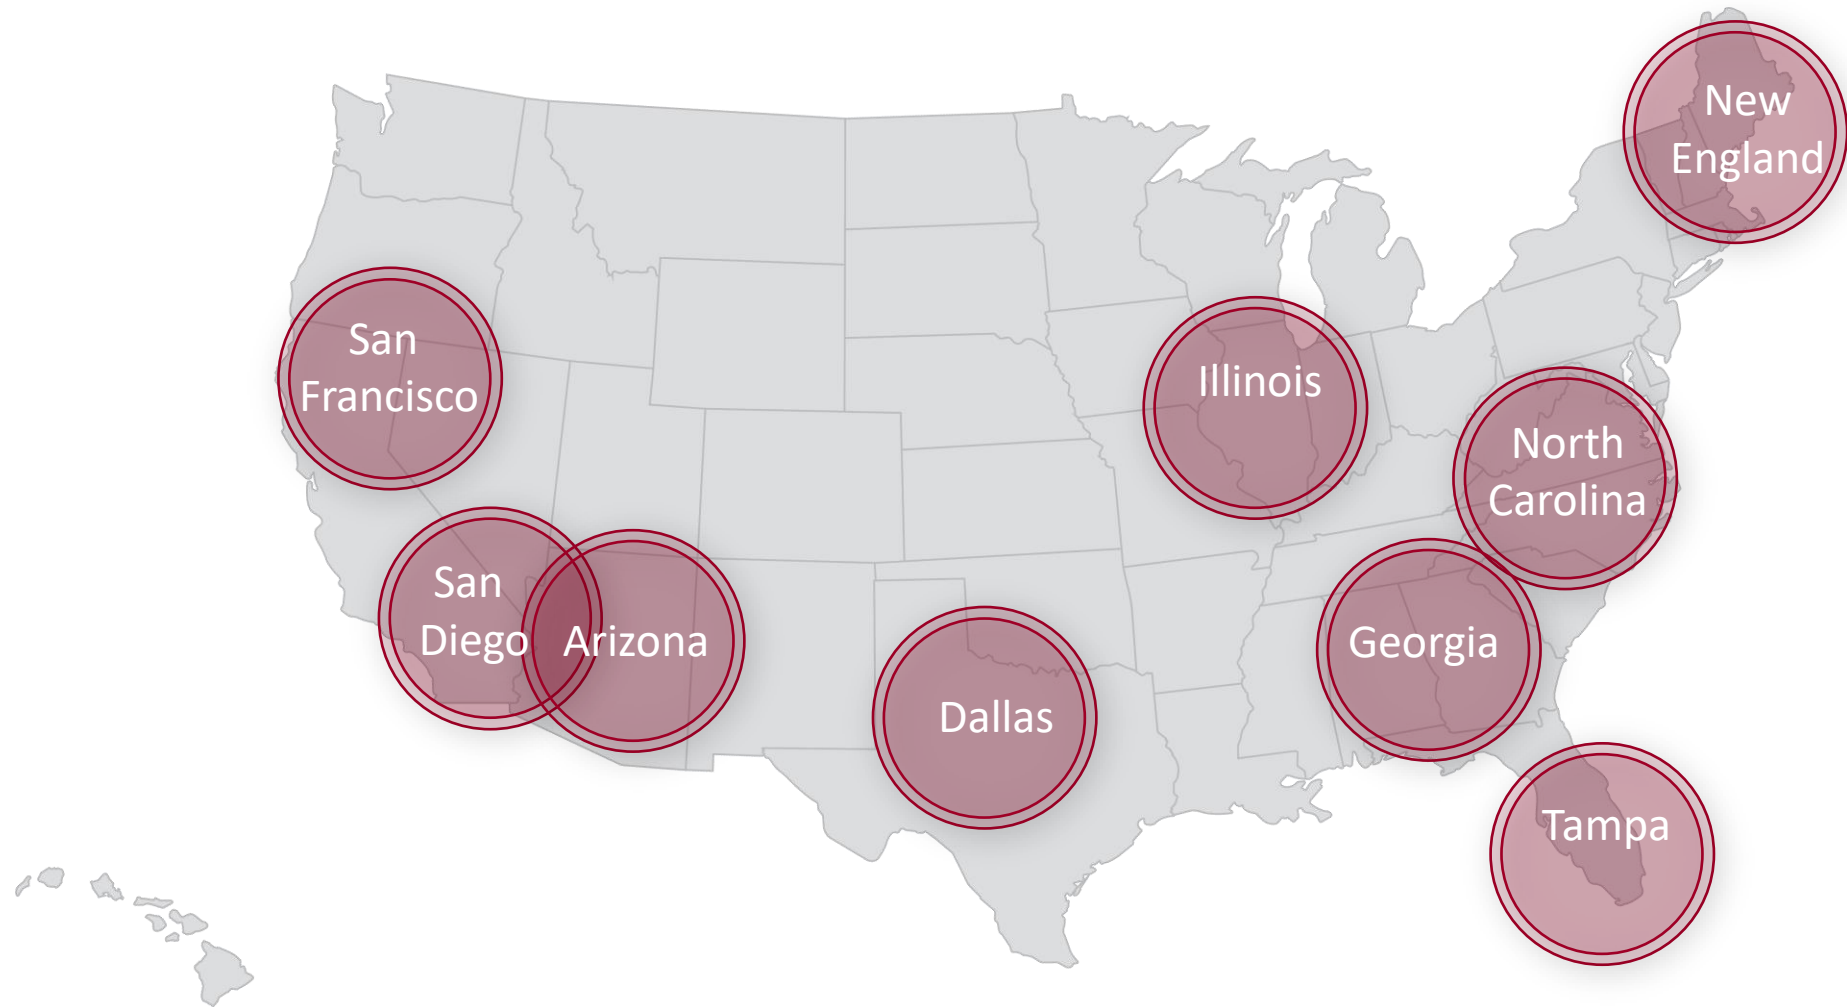 New
England
San
Francisco
Illinois
North
Carolina
San
Diego
Arizona
Georgia
Dallas
Tampa